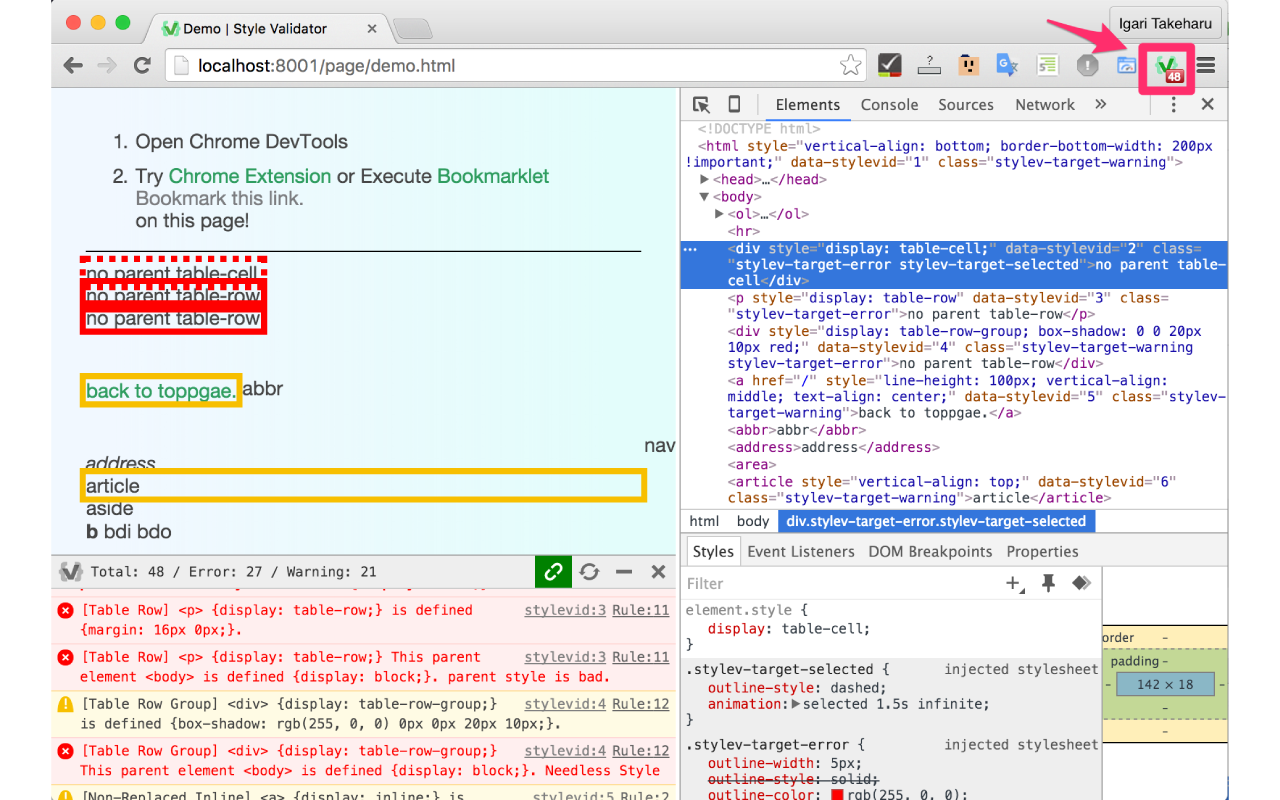 Demo | Style Validator
Igari Takeharu
localhost:8001/page/demo.html
48
1. Open Chrome DevTools
2. Try Chrome Extension or Execute Bookmarklet
Bookmark this link.
on this page!
no parent table-cell
no parent table-row
no parent table-row
back to toppgae. abbr
nav
address
article
aside
b bdi bdo
Total: 48 / Error: 27 / Warning: 21
[Table Row] <p> {display: table-row;} is defined stylevid:3 Rule:11
{margin: 16px 0px;}.
[Table Row] <p> {display: table-row;} This parent stylevid:3 Rule:11
element <body> is defined {display: block;}. parent style is bad.
[Table Row Group] <div> {display: table-row-group;} stylevid:4 Rule:12
is defined {box-shadow: rgb(255, 0, 0) 0px 0px 20px 10px;}.
[Table Row Group] <div> {display: table-row-group;} stylevid:4 Rule:12
This parent element <body> is defined {display: block;}. Needless Style
[Non-Replaced Inline] <a> {display: inline;} is stylevid:5 Rule:2
Elements Console Sources Network »
<!DOCTYPE html>
<html style="vertical-align: bottom; border-bottom-width: 200px
!important;" data-stylevid="1" class="stylev-target-warning">
<head>…</head>
<body>
<ol>…</ol>
<hr>
<div style="display: table-cell;" data-stylevid="2" class=
"stylev-target-error stylev-target-selected">no parent table-
cell</div>
<p style="display: table-row" data-stylevid="3" class=
"stylev-target-error">no parent table-row</p>
<div style="display: table-row-group; box-shadow: 0 0 20px
10px red;" data-stylevid="4" class="stylev-target-warning
stylev-target-error">no parent table-row</div>
<a href="/" style="line-height: 100px; vertical-align:
middle; text-align: center;" data-stylevid="5" class="stylev-
target-warning">back to toppgae.</a>
<abbr>abbr</abbr>
<address>address</address>
<area>
<article style="vertical-align: top;" data-stylevid="6"
class="stylev-target-warning">article</article>
html body div.stylev-target-error.stylev-target-selected
Styles Event Listeners DOM Breakpoints Properties
Filter
element.style {
display: table-cell;
}
.stylev-target-selected { injected stylesheet
outline-style: dashed;
animation: selected 1.5s infinite;
}
.stylev-target-error { injected stylesheet
outline-width: 5px;
outline-style: solid;
outline-color: rgb(255, 0, 0);
order -
padding -
- 142 × 18 -
-
-